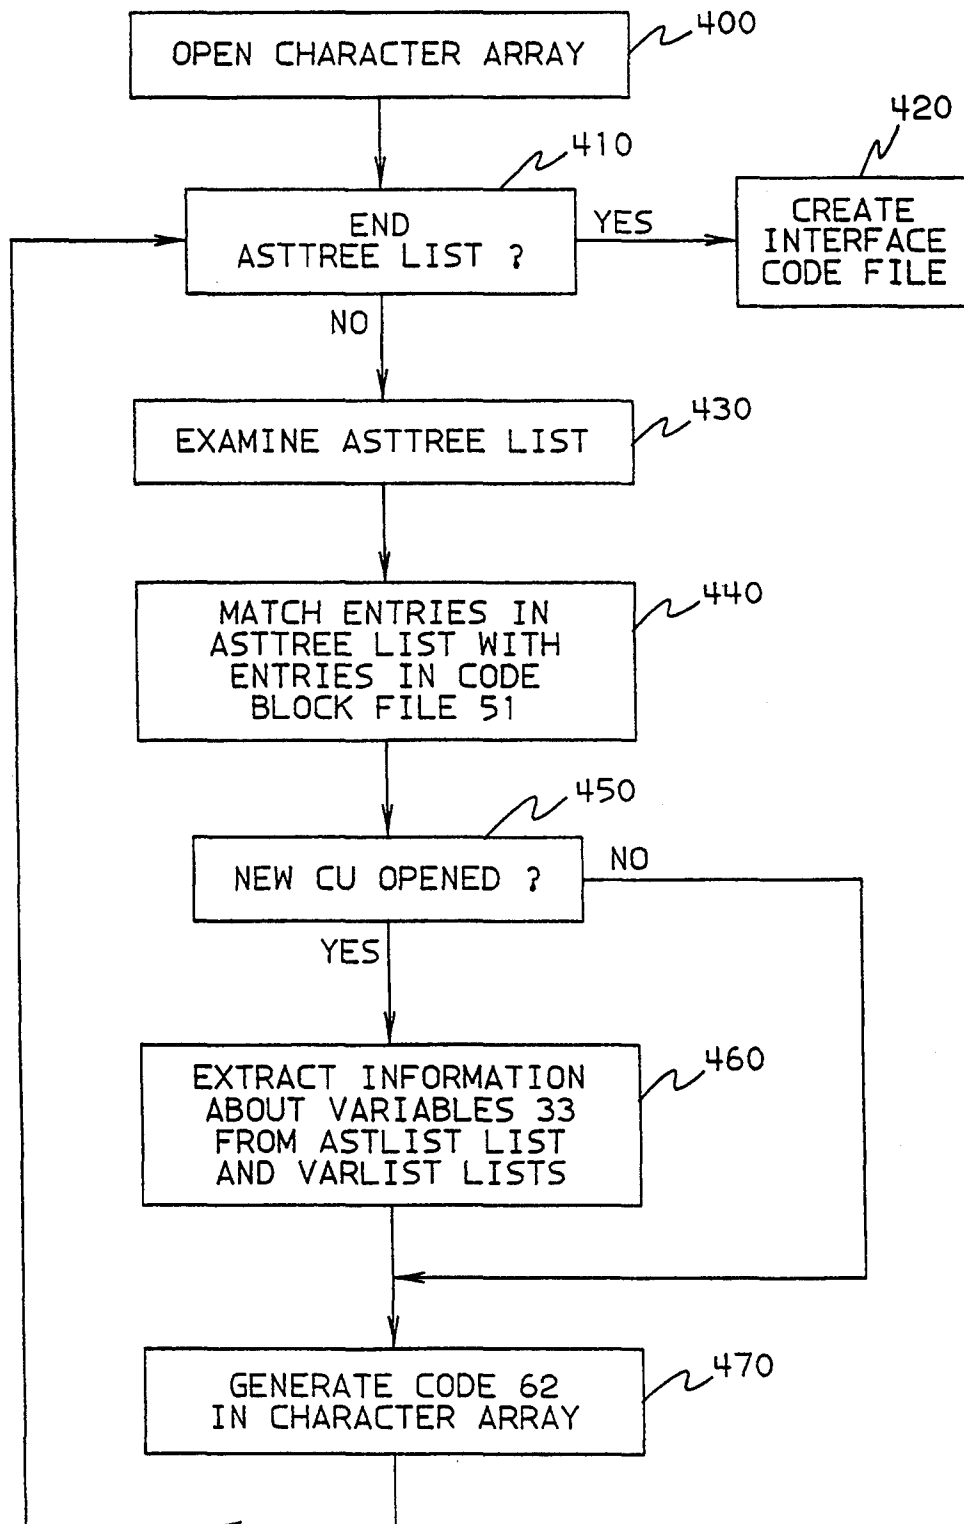 OPEN CHARACTER ARRAY
400
410
420
END
ASTTREE LIST ?
YES
CREATE
INTERFACE
CODE FILE
NO
EXAMINE ASTTREE LIST
430
MATCH ENTRIES IN
ASTTREE LIST WITH
ENTRIES IN CODE
BLOCK FILE 51
440
450
NEW CU OPENED ?
NO
YES
EXTRACT INFORMATION
ABOUT VARIABLES 33
FROM ASTLIST LIST
AND VARLIST LISTS
460
GENERATE CODE 62
IN CHARACTER ARRAY
470